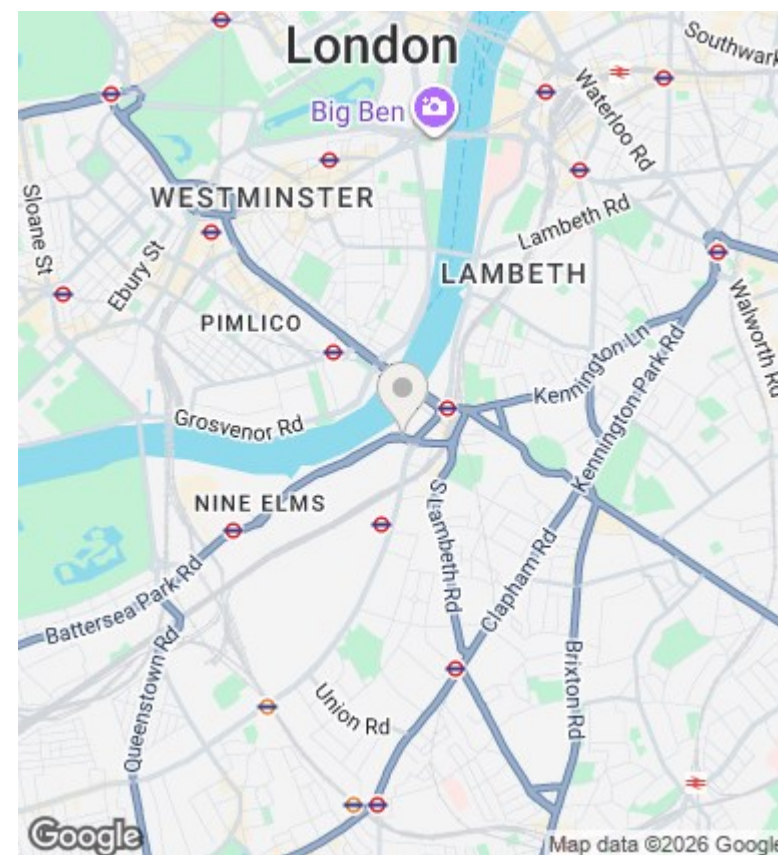 London
Southwark
Big Ben
Waterloo Rd
Sloane St
WESTMINSTER
Lambeth Rd
Ebury St
LAMBETH
Walworth Rd
PIMLICO
Kennington Ln
Kennington Park Rd
Grosvenor Rd
NINE ELMS
S Lambeth Rd
Clapham Rd
Battersea Park Rd
Queenstown Rd
Brixton Rd
Union Rd
Google
Map data ©2026 Google